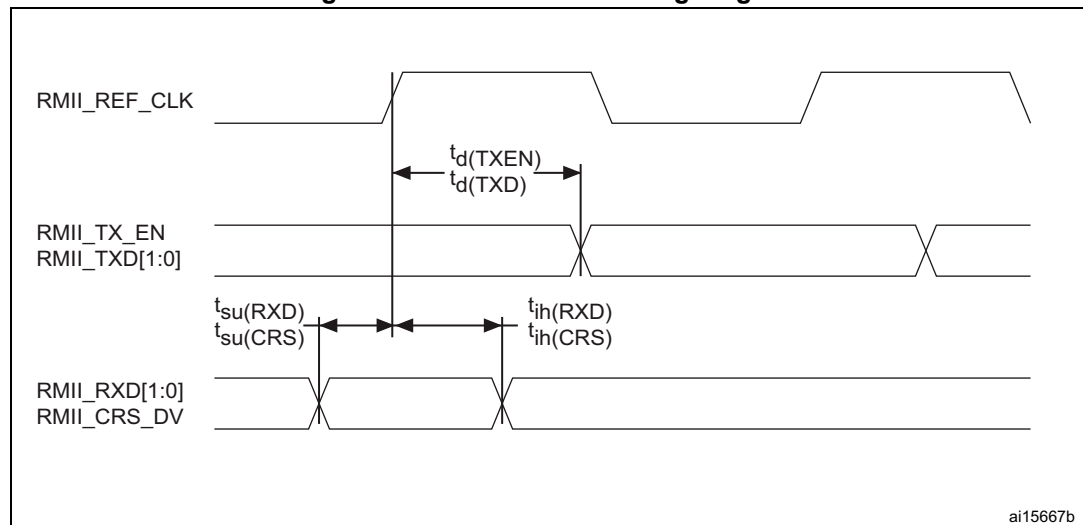 RMII_REF_CLK
td(TXEN)
td(TXD)
RMII_TX_EN
RMII_TXD[1:0]
tsu(RXD)
tsu(CRS)
tih(RXD)
tih(CRS)
RMII_RXD[1:0]
RMII_CRS_DV
ai15667b